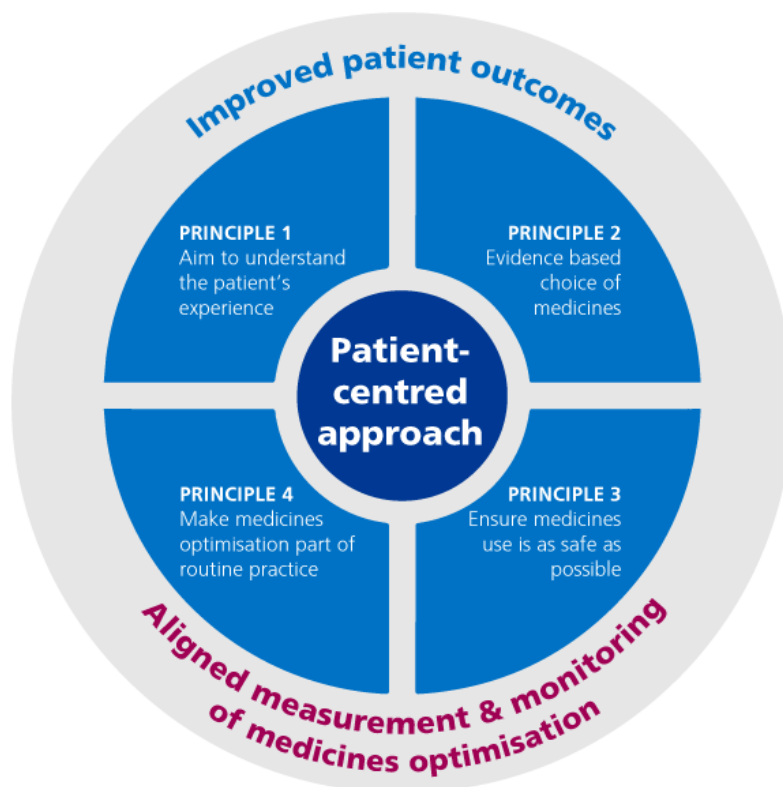 Improved patient outcomes
PRINCIPLE 1
Aim to understand
the patient's
experience
PRINCIPLE 2
Evidence based
choice of
medicines
Patient-
centred
approach
PRINCIPLE 4
Make medicines
optimisation part of
routine practice
PRINCIPLE 3
Ensure medicines
use is as safe as
possible
Aligned measurement & monitoring
of medicines optimisation